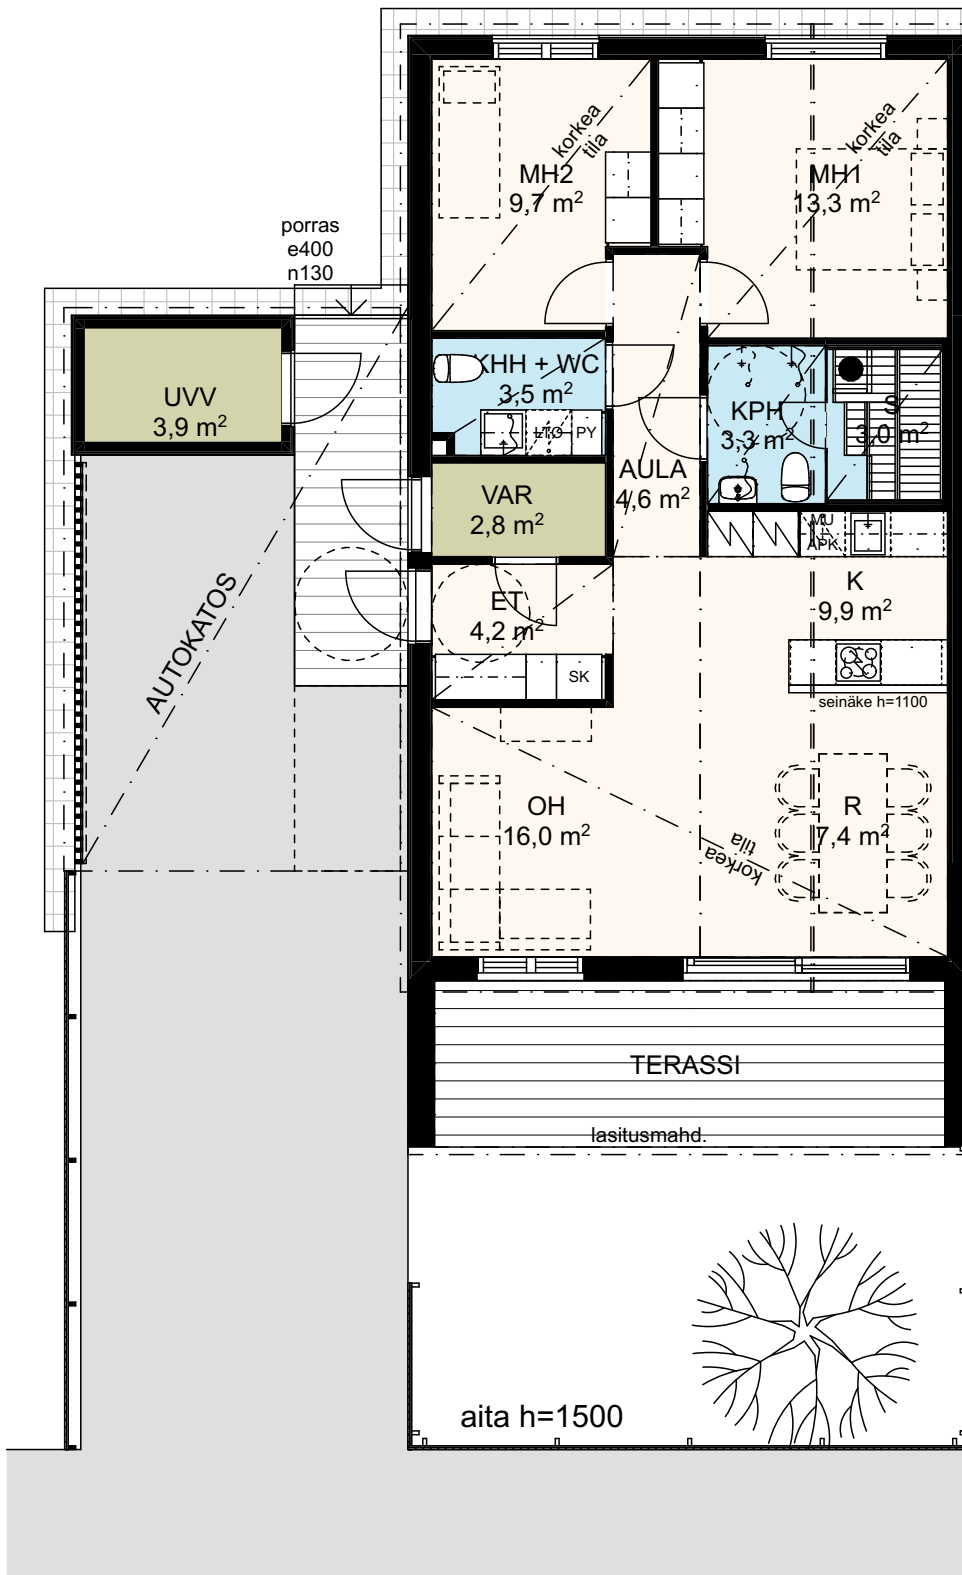 korkea
tila
MH2
9,7 m²
korkea
tila
MH1
13,3 m²
porras
e400
n130
UVV
3,9 m²
KHH + WC
3,5 m²
LTO
PY
KPH
3,3 m²
S
3,0 m²
AULA
4,6 m²
VAR
2,8 m²
MU
APK
AUTOKATOS
ET
4,2 m²
SK
K
9,9 m²
seinäke h=1100
OH
16,0 m²
R
7,4 m²
korkea
tila
TERASSI
lasitusmahd.
aita h=1500